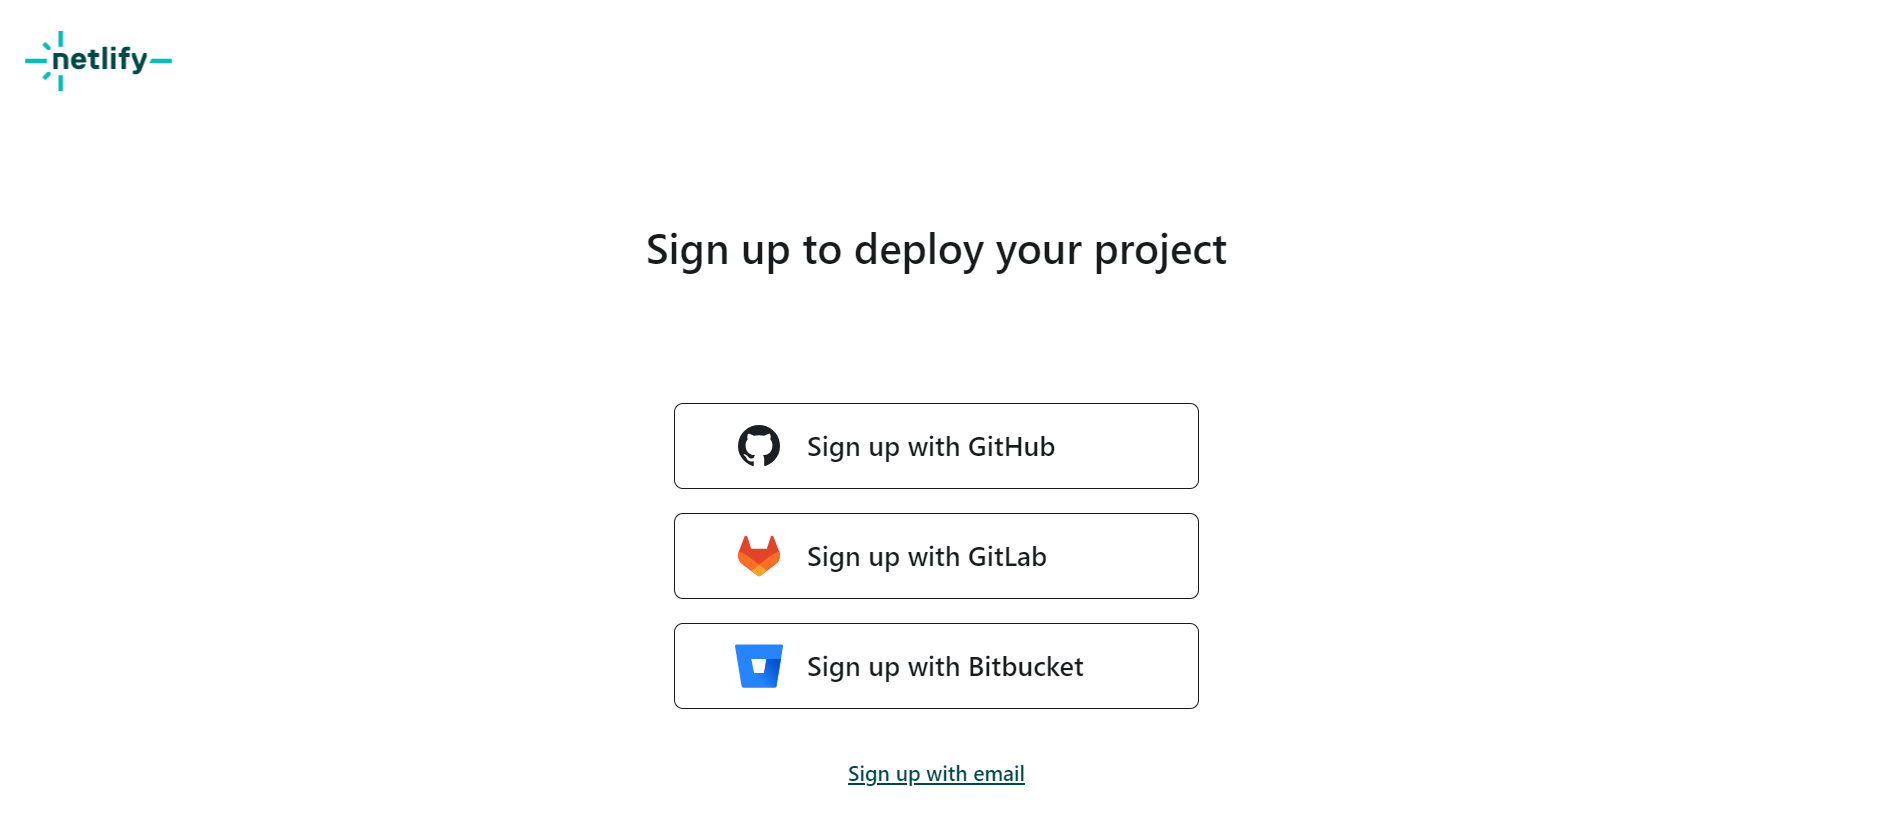 netlify
Sign up to deploy your project
Sign up with GitHub
Sign up with GitLab
Sign up with Bitbucket
Sign up with email